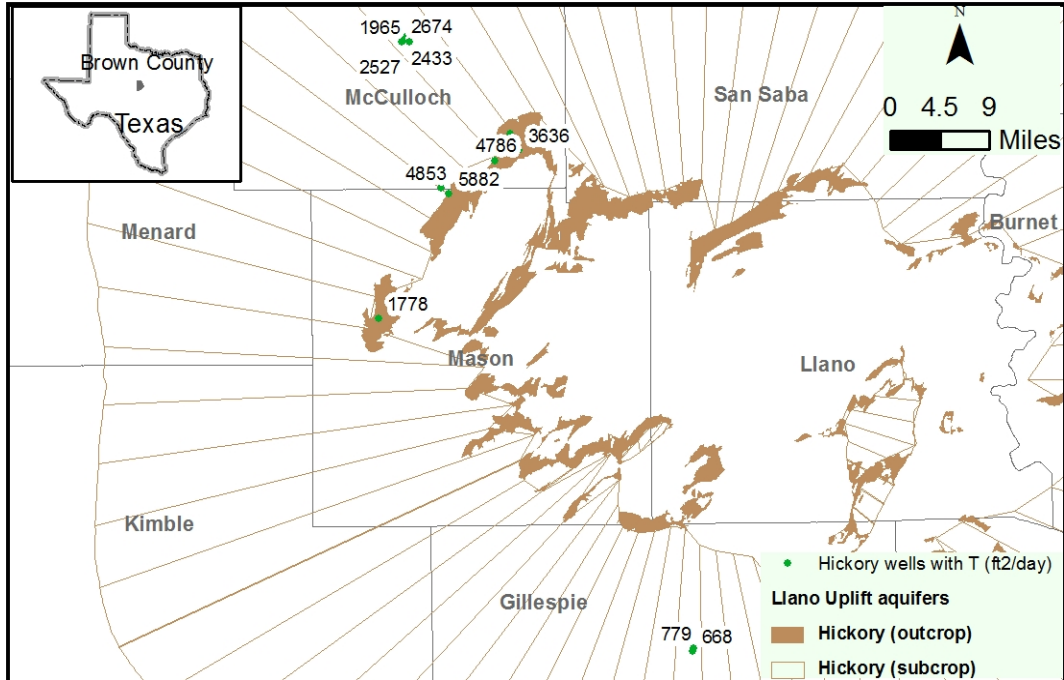 Brown County
Texas
1965 2674
2527 2433
McCulloch
San Saba
N
0 4.5 9
Miles
4786 3636
4853 5882
Menard
Burnet
1778
Mason
Llano
Kimble
Gillespie
779 668
Hickory wells with T (ft2/day)
Llano Uplift aquifers
Hickory (outcrop)
Hickory (subcrop)